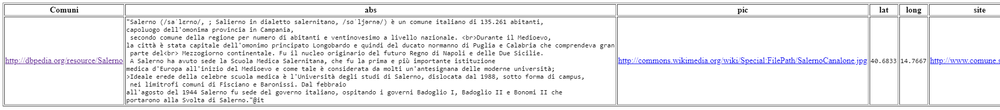 Comuni abs pic lat long site
"Salerno (/saˈlɛrno/, ; Salierno in dialetto salernitano, /sɑˈljərnə/) è un comune italiano di 135.261 abitanti,
capoluogo dell'omonima provincia in Campania,
secondo comune della regione per numero di abitanti e ventinovesimo a livello nazionale. <br>Durante il Medioevo,
la città è stata capitale dell'omonimo principato Longobardo e quindi del ducato normanno di Puglia e Calabria che comprendeva gran
parte del<br> Mezzogiorno continentale. Fu il nucleo originario del futuro Regno di Napoli e delle Due Sicilie.
http://dbpedia.org/resource/Salerno A Salerno ha avuto sede la Scuola Medica Salernitana, che fu la prima e più importante istituzione http://commons.wikimedia.org/wiki/Special:FilePath/SalernoCanalone.jpg 40.6833 14.7667 http://www.comune.s
medica d'Europa all'inizio del Medioevo e come tale è considerata da molti un'antesignana delle moderne università;
>Ideale erede della celebre scuola medica è l'Università degli studi di Salerno, dislocata dal 1988, sotto forma di campus,
nei limitrofi comuni di Fisciano e Baronissi. Dal febbraio
all'agosto del 1944 Salerno fu sede del governo italiano, ospitando i governi Badoglio I, Badoglio II e Bonomi II che
portarono alla Svolta di Salerno."@it